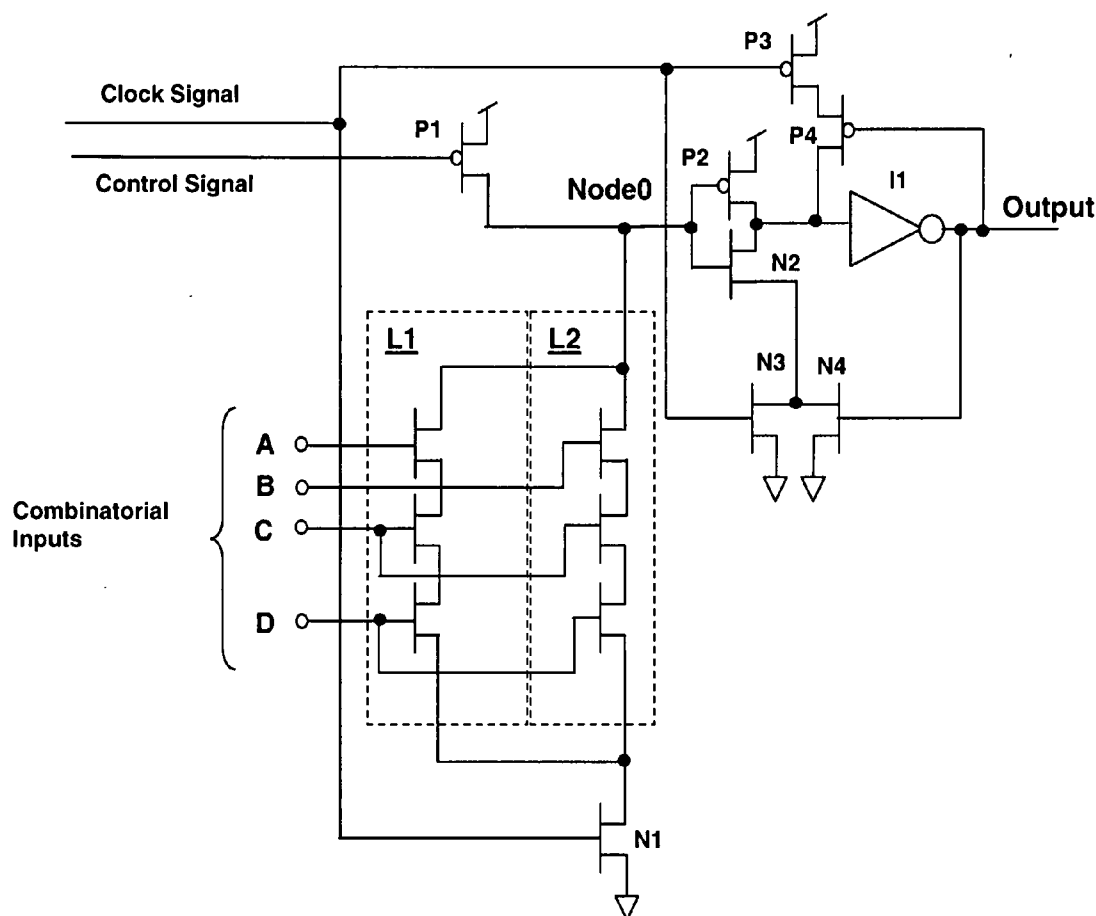 P3
Clock Signal
P1
P4
P2
Control Signal
I1
Node0
Output
N2
L1
L2
N3
N4
A
B
Combinatorial
Inputs
C
D
N1